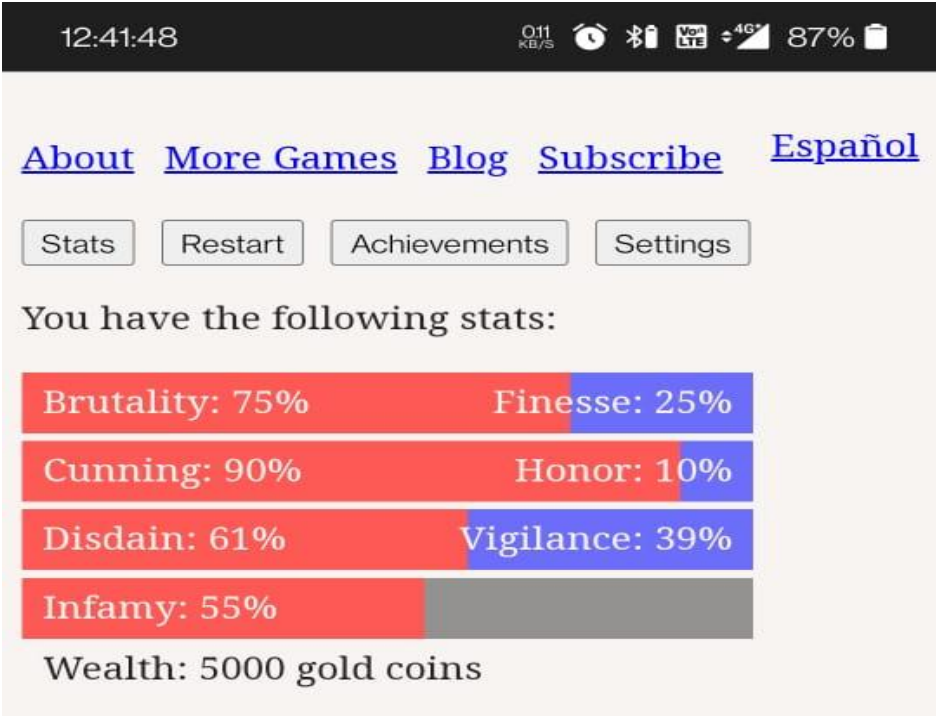 12:41:48 0.11 KB/S Vo)) LTE 4G+ 87%
About More Games Blog Subscribe Español
Stats Restart Achievements Settings
You have the following stats:
Brutality: 75% Finesse: 25%
Cunning: 90% Honor: 10%
Disdain: 61% Vigilance: 39%
Infamy: 55%
Wealth: 5000 gold coins